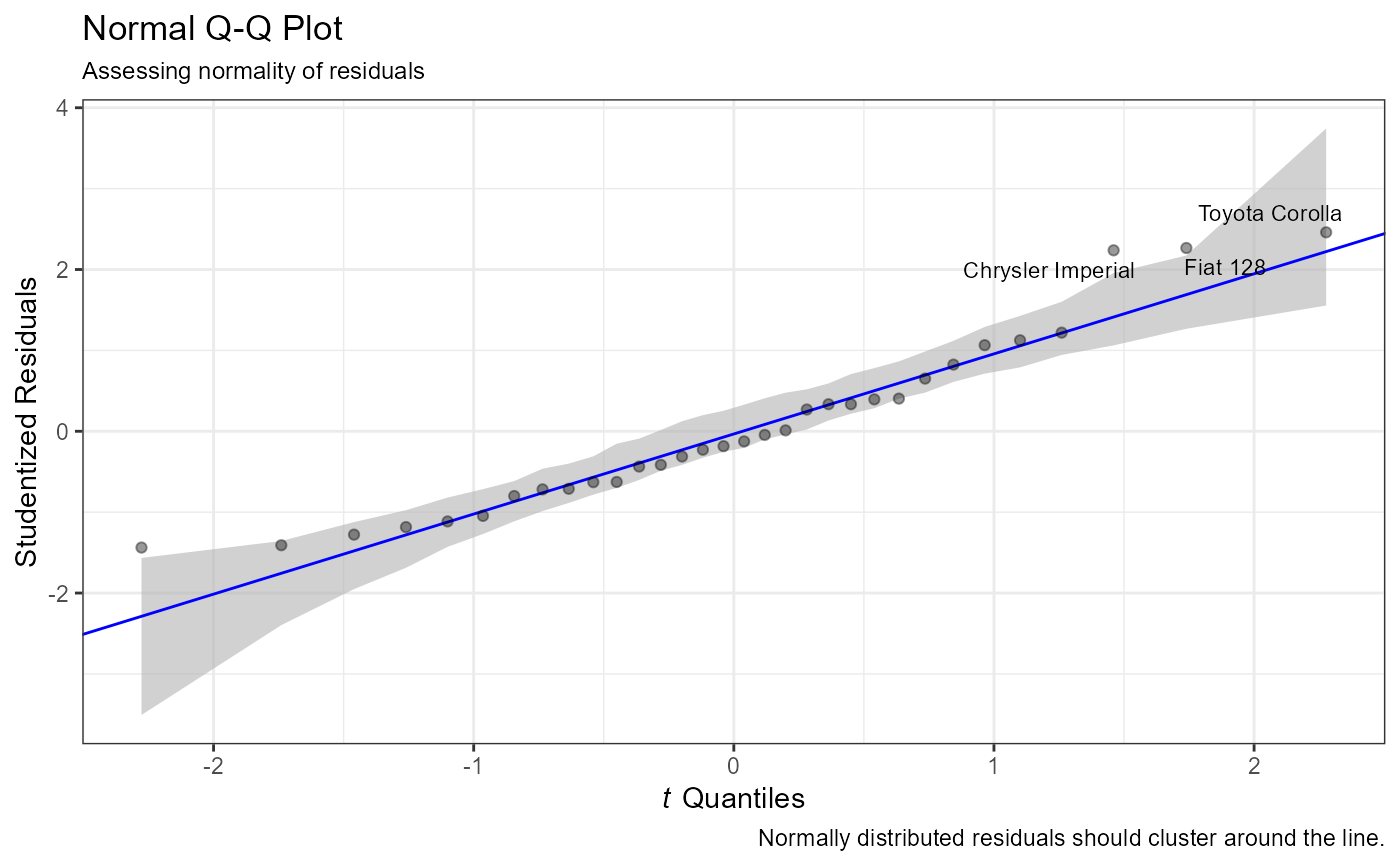 Normal Q-Q Plot
Assessing normality of residuals
4
2
0
-2
Studentized Residuals
Toyota Corolla
Chrysler Imperial
Fiat 128
-2
-1
0
1
2
t Quantiles
Normally distributed residuals should cluster around the line.